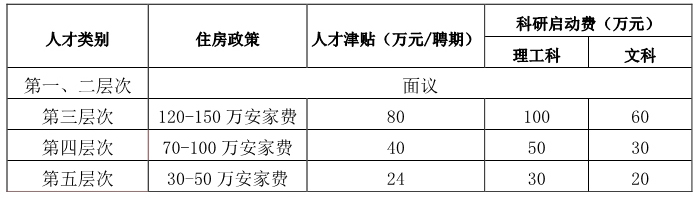 人才类别 住房政策 人才津贴（万元/聘期） 科研启动费（万元）
理工科 文科
第一、二层次 面议
第三层次 120-150 万安家费 80 100 60
第四层次 70-100 万安家费 40 50 30
第五层次 30-50 万安家费 24 30 20